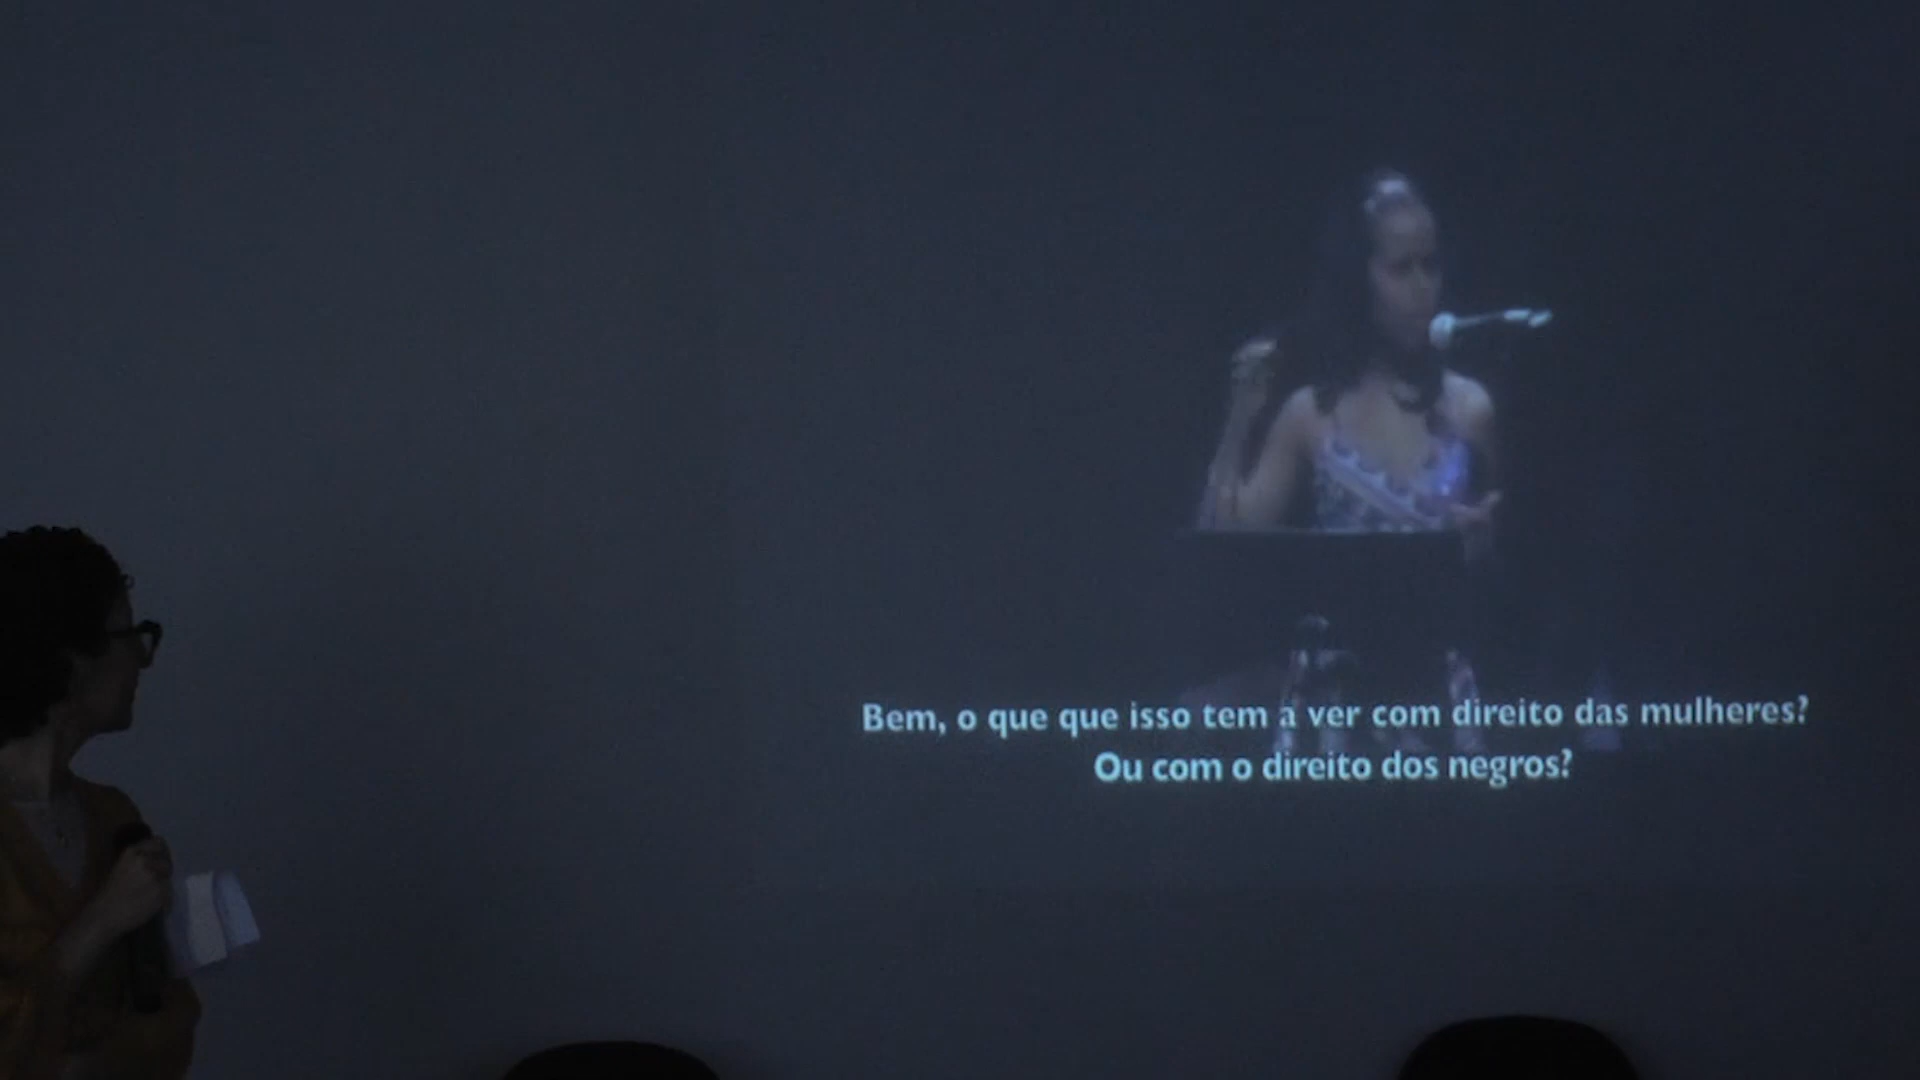 Bem, o que que isso tem a ver com direito das mulheres?
Ou com o direito dos negros?